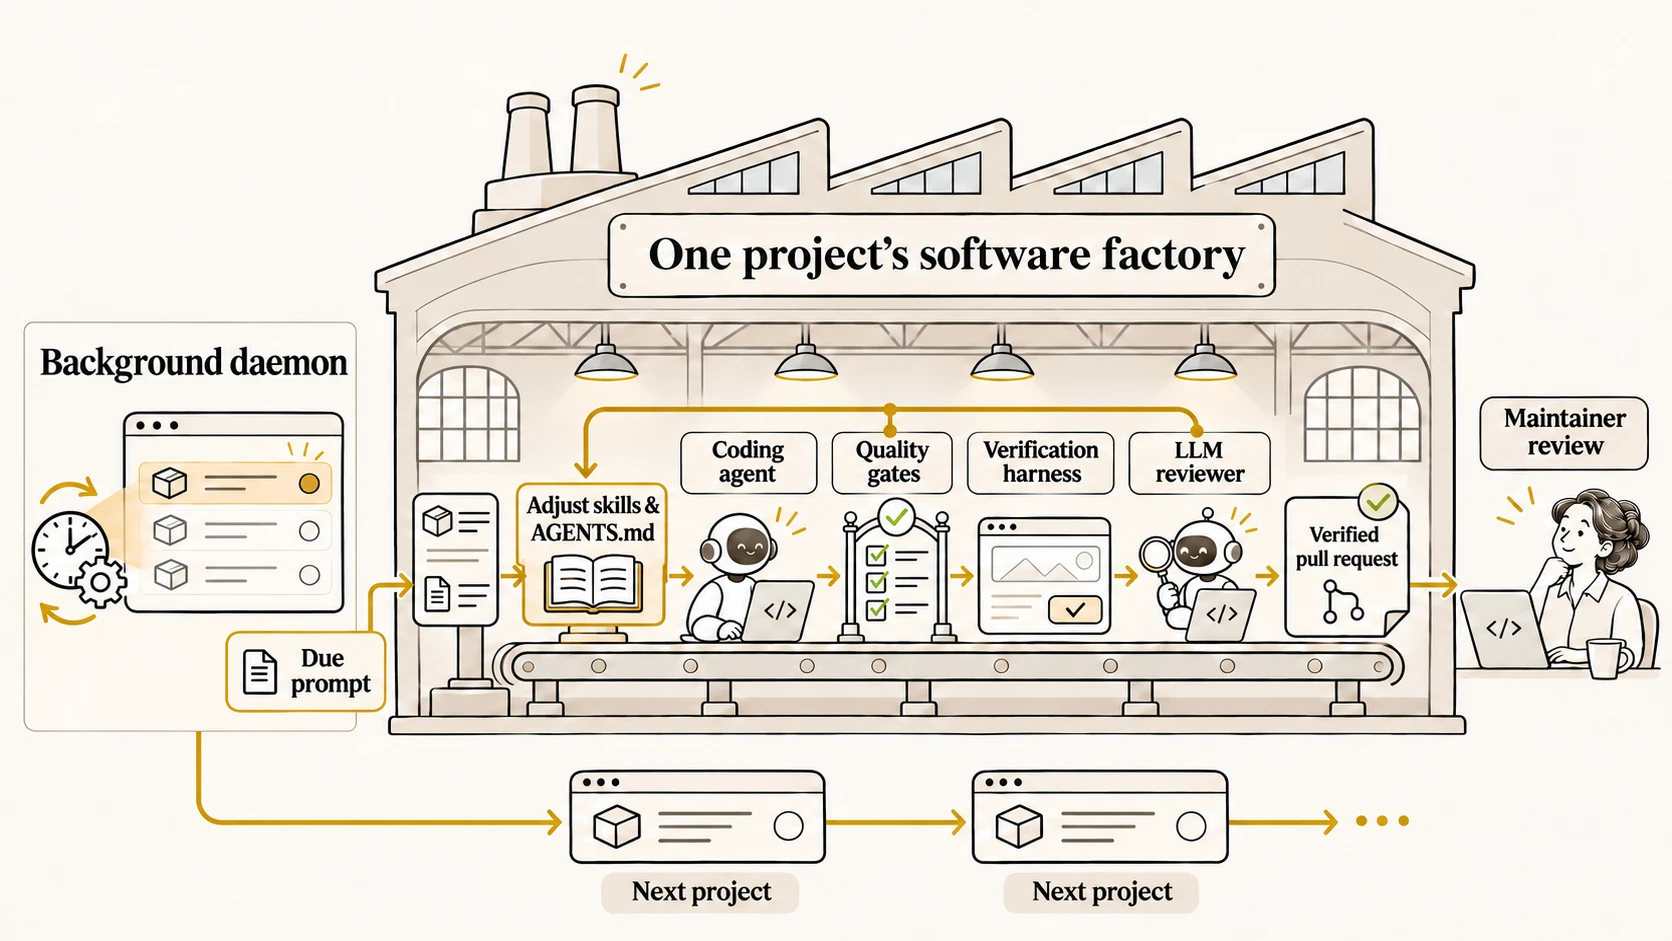 One project's software factory
Background daemon
Due
prompt
Adjust skills &
AGENTS.md
Coding
agent
</>
Quality
gates
Verification
harness
LLM
reviewer
</>
Verified
pull request
Maintainer
review
</>
Next project
Next project